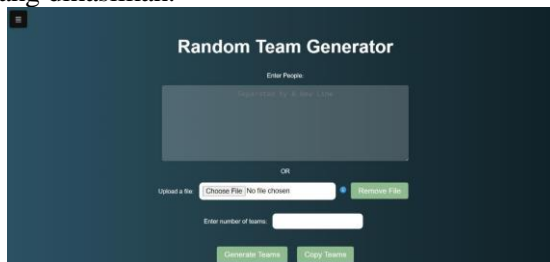 Random Team Generator
Enter People:
Separated by A New Line
OR
Upload a file: Choose File No file chosen Remove File
Enter number of teams:
Generate Teams Copy Teams